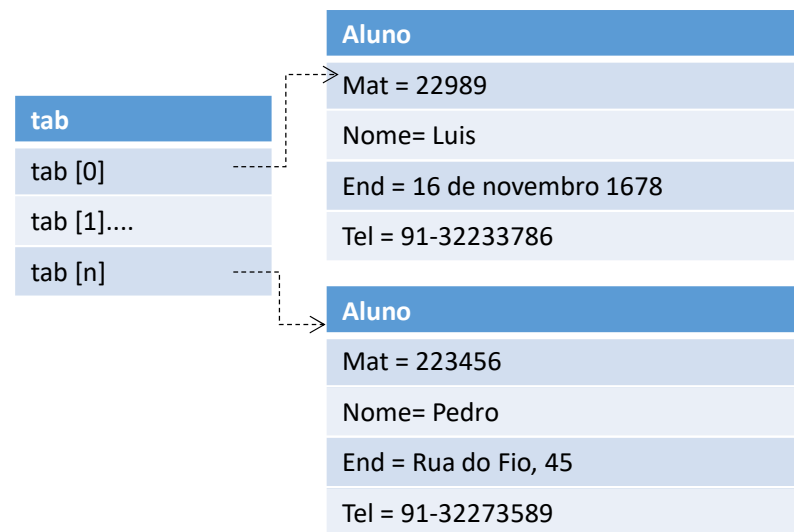 tab
tab [0]
tab [1]....
tab [n]
Aluno
Mat = 22989
Nome= Luis
End = 16 de novembro 1678
Tel = 91-32233786
Aluno
Mat = 223456
Nome= Pedro
End = Rua do Fio, 45
Tel = 91-32273589